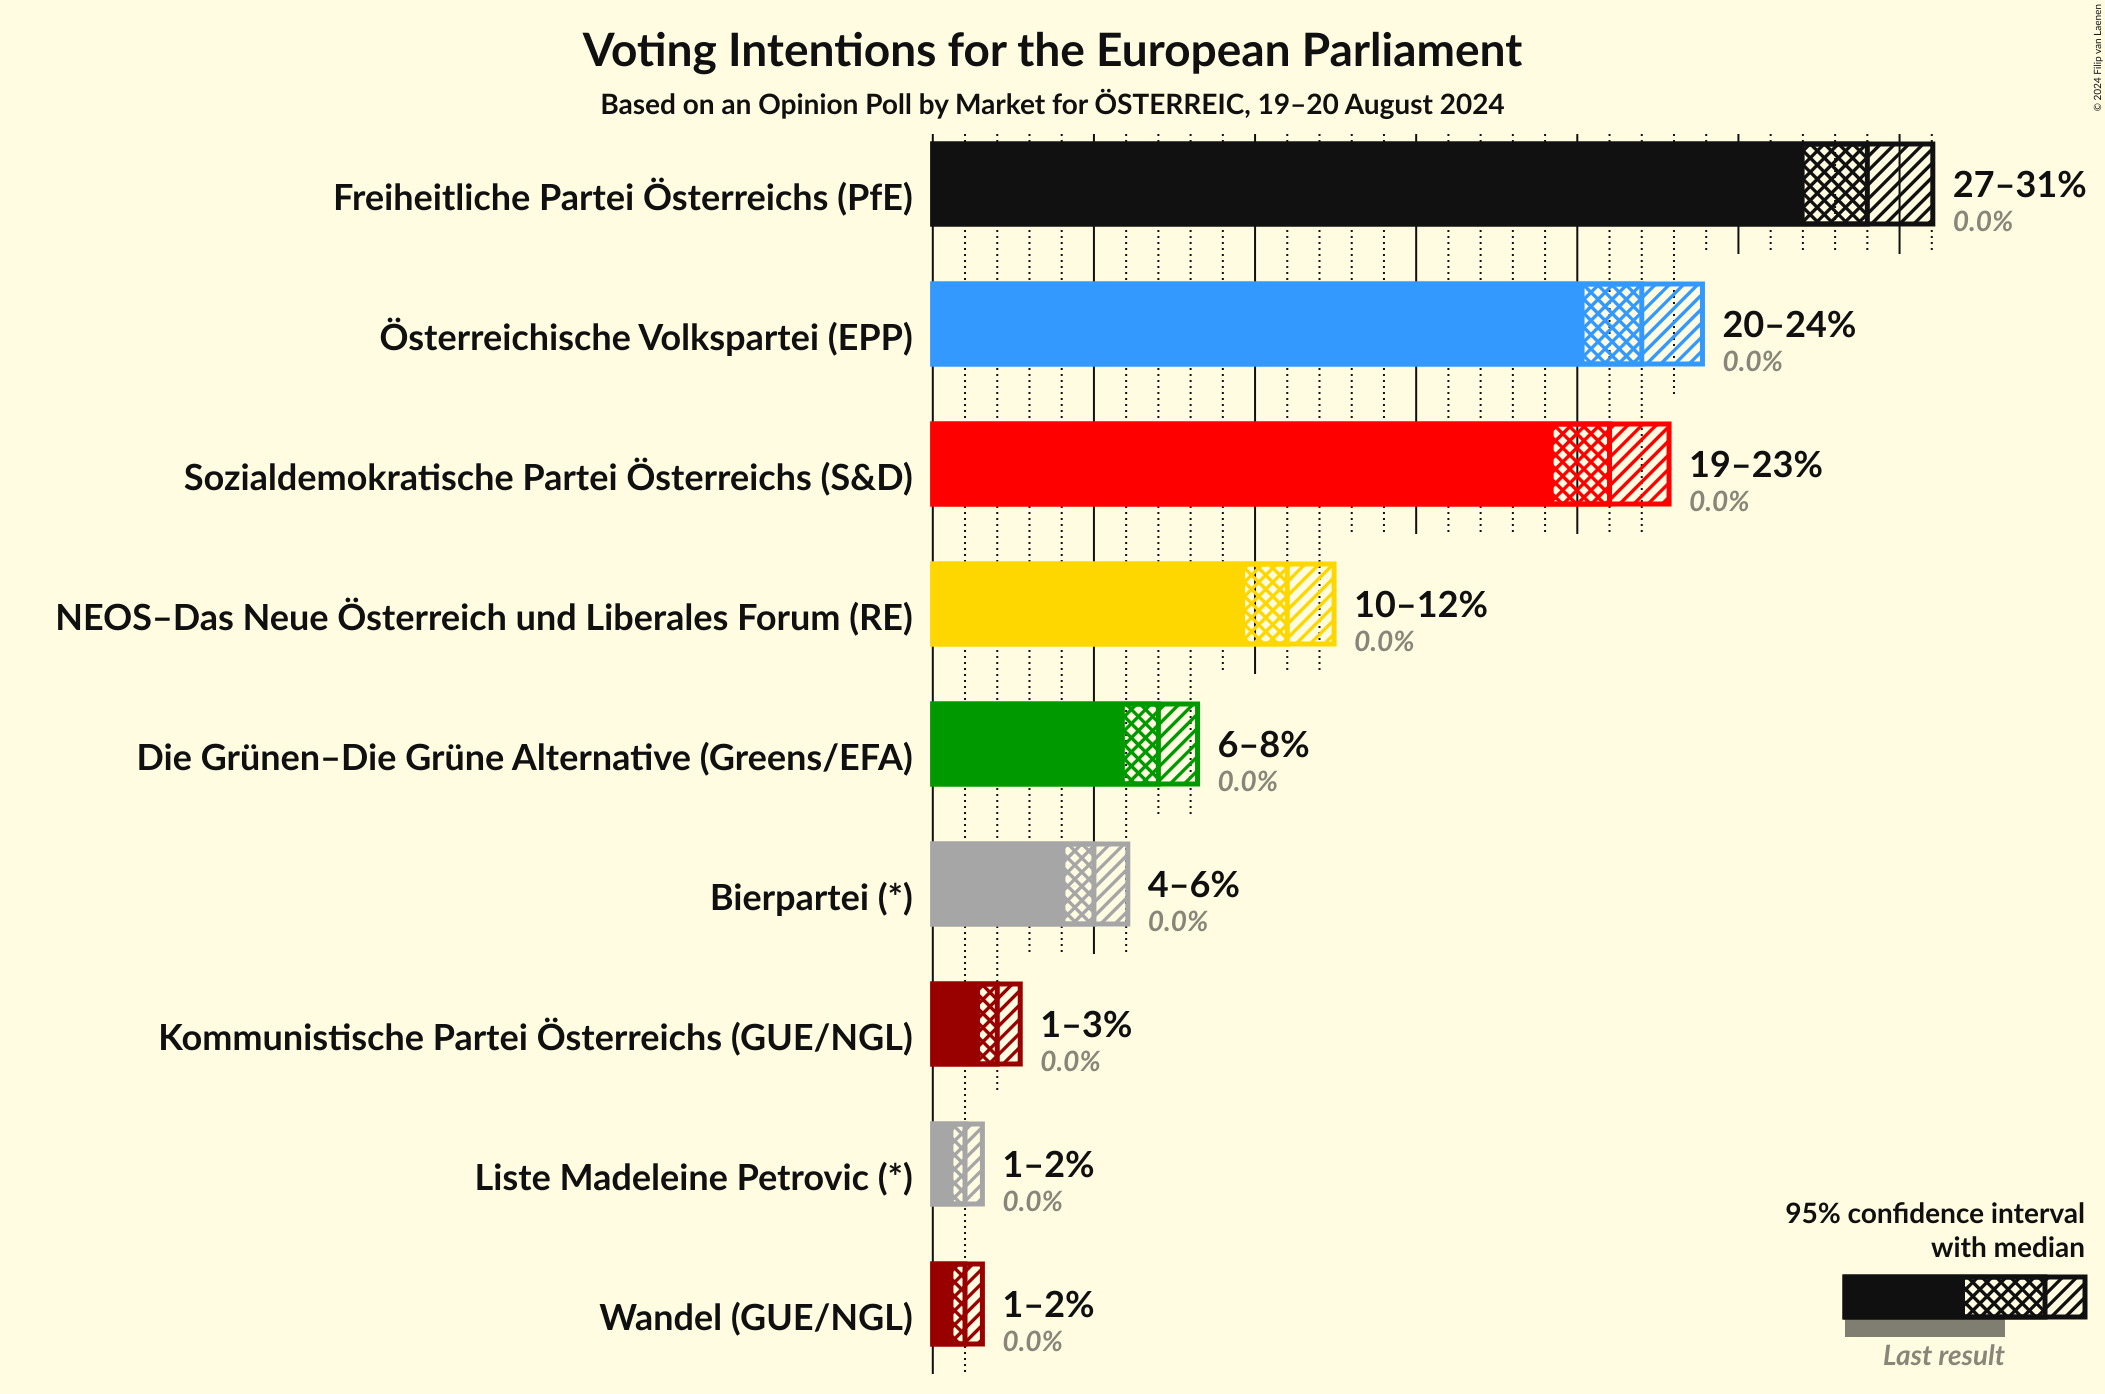 Voting Intentions for the European Parliament
Based on an Opinion Poll by Market for ÖSTERREIC, 19–20 August 2024
© 2024 Filip van Laenen
Freiheitliche Partei Österreichs (PfE)
27–31%
0.0%
Österreichische Volkspartei (EPP)
20–24%
0.0%
Sozialdemokratische Partei Österreichs (S&D)
19–23%
0.0%
NEOS–Das Neue Österreich und Liberales Forum (RE)
10–12%
0.0%
Die Grünen–Die Grüne Alternative (Greens/EFA)
6–8%
0.0%
Bierpartei (*)
4–6%
0.0%
Kommunistische Partei Österreichs (GUE/NGL)
1–3%
0.0%
Liste Madeleine Petrovic (*)
1–2%
0.0%
Wandel (GUE/NGL)
1–2%
0.0%
95% confidence interval
with median
Last result